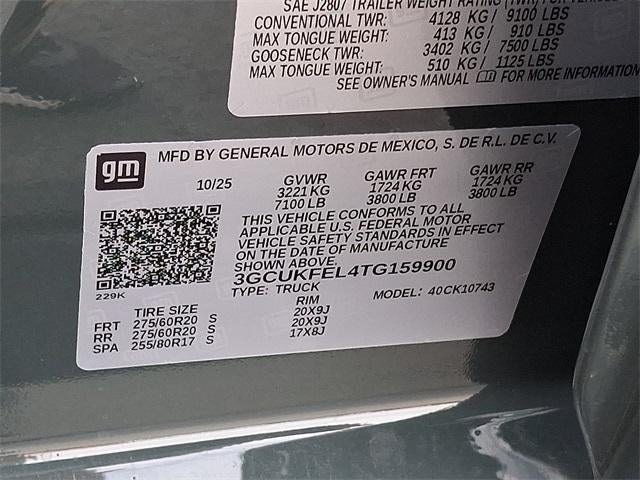 SAE J2807 TRAILER WEIGHT RATING (TWR) FOR VEHICLE
CONVENTIONAL TWR: 4128 KG / 9100 LBS
MAX TONGUE WEIGHT: 413 KG / 910 LBS
GOOSENECK TWR: 3402 KG / 7500 LBS
MAX TONGUE WEIGHT: 510 KG / 1125 LBS
SEE OWNER'S MANUAL FOR MORE INFORMATION
gm
MFD BY GENERAL MOTORS DE MEXICO, S. DE R.L. DE C.V.
10/25 GVWR GAWR FRT GAWR RR
3221 KG 1724 KG 1724 KG
7100 LB 3800 LB 3800 LB
THIS VEHICLE CONFORMS TO ALL
APPLICABLE U.S. FEDERAL MOTOR
VEHICLE SAFETY STANDARDS IN EFFECT
ON THE DATE OF MANUFACTURE
SHOWN ABOVE.
3GCUKFEL4TG159900
229K
TYPE: TRUCK MODEL: 40CK10743
TIRE SIZE RIM
FRT 275/60R20 S 20X9J
RR 275/60R20 S 20X9J
SPA 255/80R17 S 17X8J